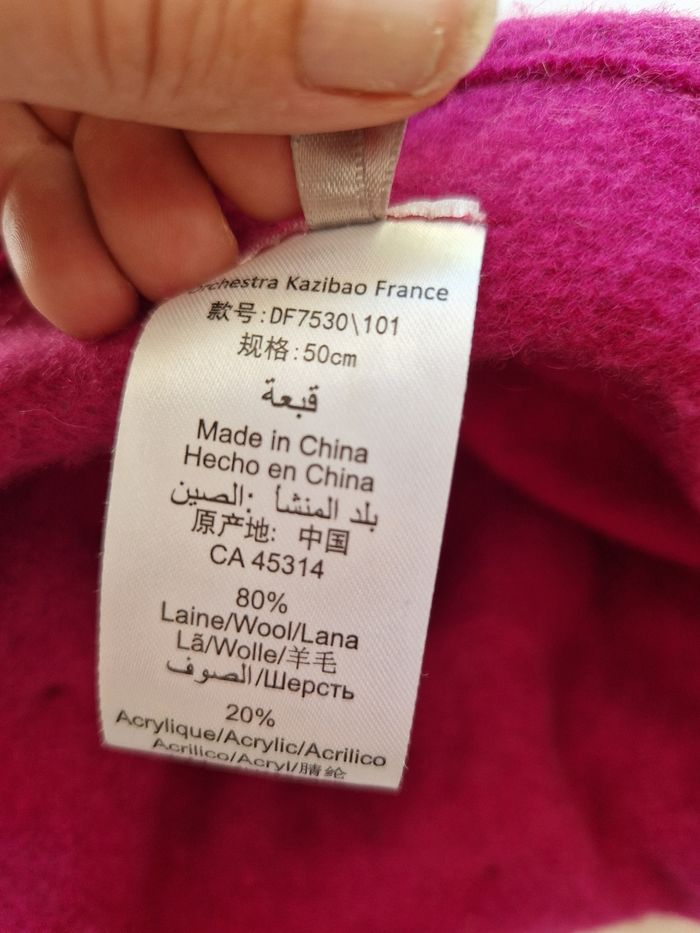 Orchestra Kazibao France
款号:DF7530\101
规格:50cm
قبعة
Made in China
Hecho en China
بلد المنشأ :الصين
原产地: 中国
CA 45314
80%
Laine/Wool/Lana
Lã/Wolle/羊毛
الصوف/Шерсть
20%
Acrylique/Acrylic/Acrilico
Acrilico/Acryl/腈纶